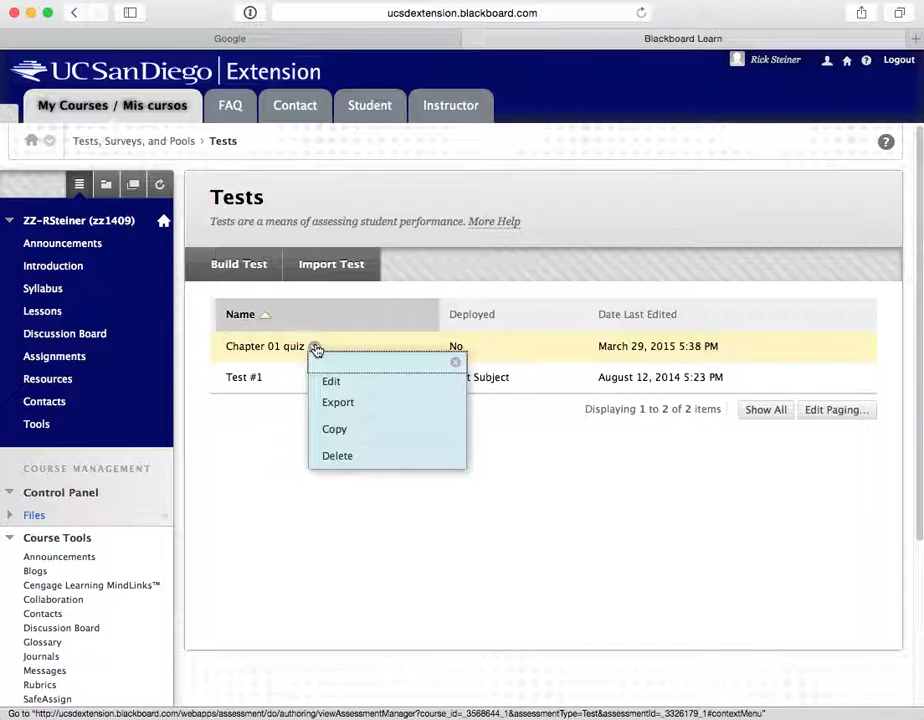 ucsdextension.blackboard.com
Google
Blackboard Learn
UC San Diego | Extension
Rick Steiner
Logout
My Courses / Mis cursos
FAQ
Contact
Student
Instructor
Tests, Surveys, and Pools > Tests
ZZ-RSteiner (zz1409)
Announcements
Introduction
Syllabus
Lessons
Discussion Board
Assignments
Resources
Contacts
Tools
COURSE MANAGEMENT
Control Panel
Files
Course Tools
Announcements
Blogs
Cengage Learning MindLinks™
Collaboration
Contacts
Discussion Board
Glossary
Journals
Messages
Rubrics
SafeAssign
Tests
Tests are a means of assessing student performance. More Help
Build Test
Import Test
Name
Deployed
Date Last Edited
Chapter 01 quiz
No
March 29, 2015 5:38 PM
Test #1
t Subject
August 12, 2014 5:23 PM
Edit
Export
Copy
Delete
Displaying 1 to 2 of 2 items
Show All
Edit Paging...
Go to "http://ucsdextension.blackboard.com/webapps/assessment/do/authoring/viewAssessmentManager?course_id=_3568644_1&assessmentType=Test&assessmentId=_3326179_1#contextMenu"